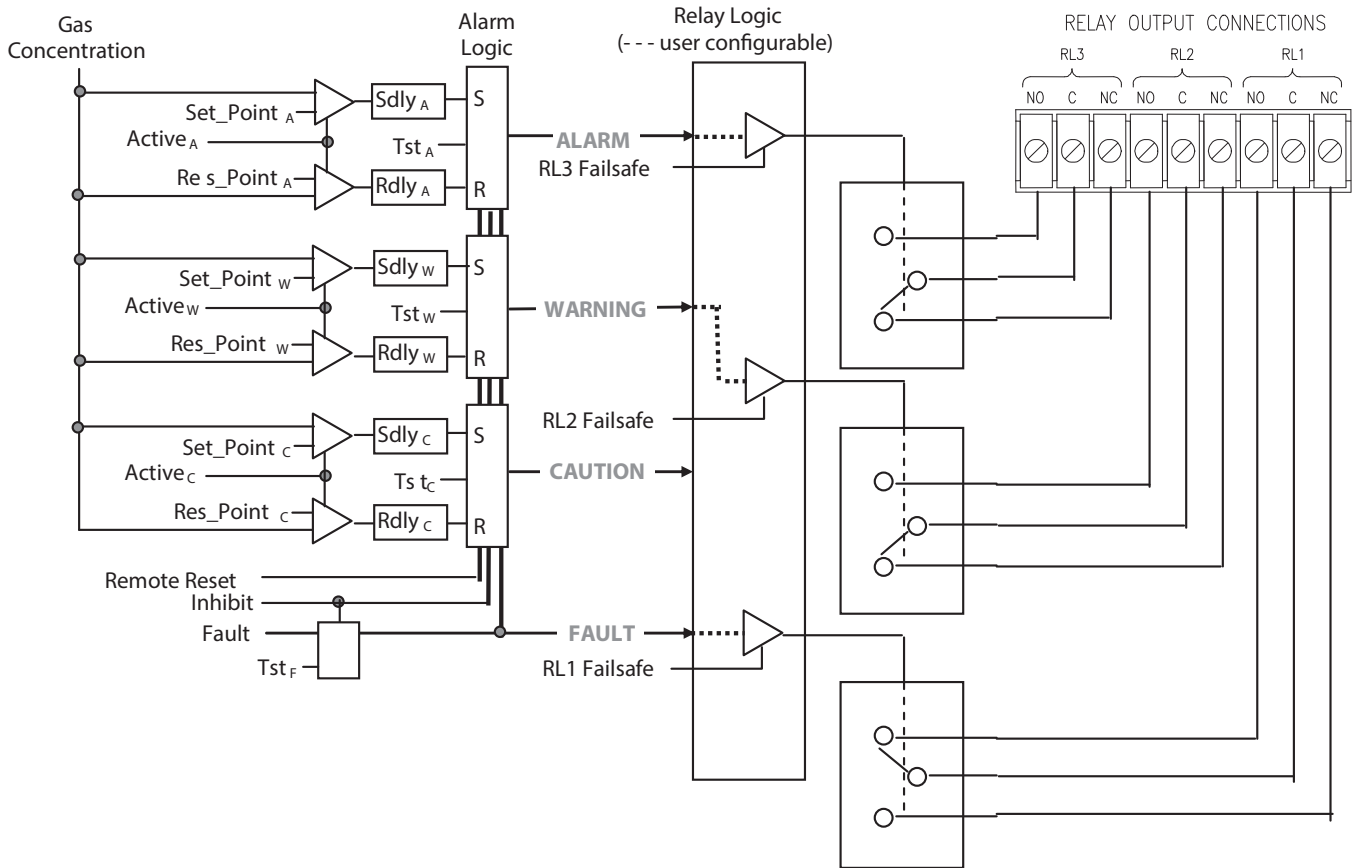 Gas
Concentration
Alarm
Logic
Relay Logic
(- - - user configurable)
RELAY OUTPUT CONNECTIONS
RL3 RL2 RL1
NO C NC NO C NC NO C NC
Set_Point A
Active A
Re s_Point A
Sdly A
Rdly A
S
Tst A
R
ALARM
RL3 Failsafe
Set_Point W
Active W
Res_Point W
Sdly W
Rdly W
S
Tst W
R
WARNING
RL2 Failsafe
Set_Point C
Active C
Res_Point C
Sdly C
Rdly C
S
Ts t C
R
CAUTION
Remote Reset
Inhibit
Fault
Tst F
FAULT
RL1 Failsafe